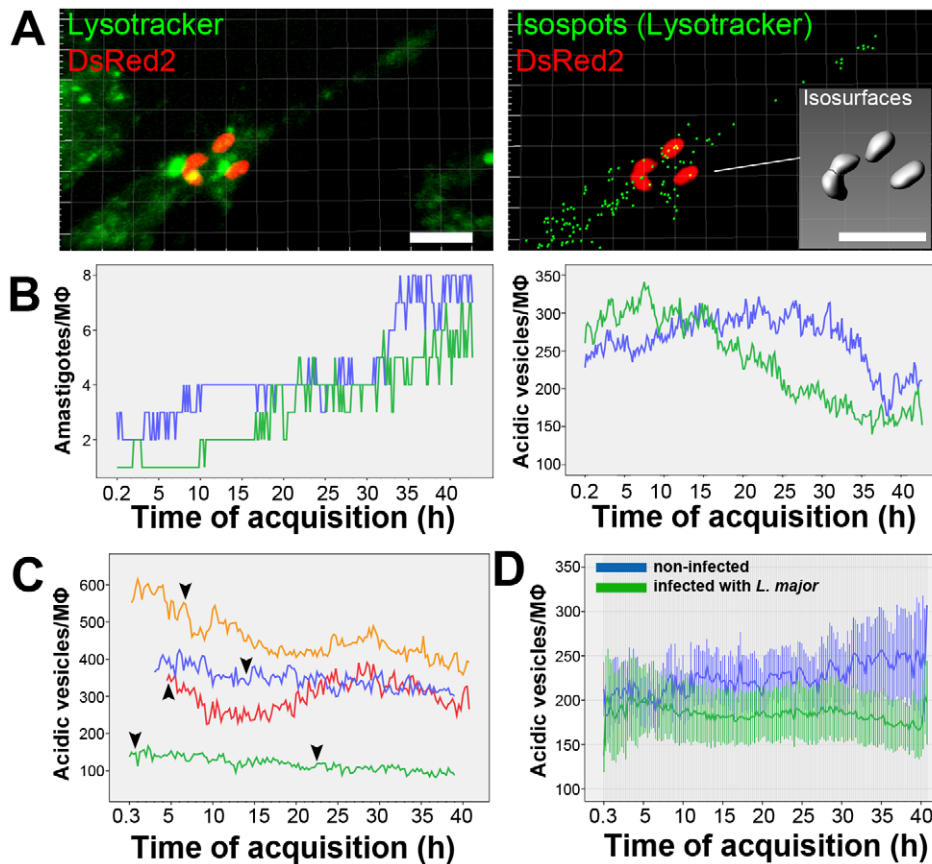 A
Lysotracker
DsRed2
Isospots (Lysotracker)
DsRed2
Isosurfaces
B
Amastigotes/MΦ
8
6
4
2
0.2 5 10 15 20 25 30 35 40
Time of acquisition (h)
Acidic vesicles/MΦ
350
300
250
200
150
100
0.2 5 10 15 20 25 30 35 40
Time of acquisition (h)
C
Acidic vesicles/MΦ
600
500
400
300
200
100
0.3 5 10 15 20 25 30 35 40
Time of acquisition (h)
D
non-infected
infected with L. major
Acidic vesicles/MΦ
350
300
250
200
150
100
0.3 5 10 15 20 25 30 35 40
Time of acquisition (h)